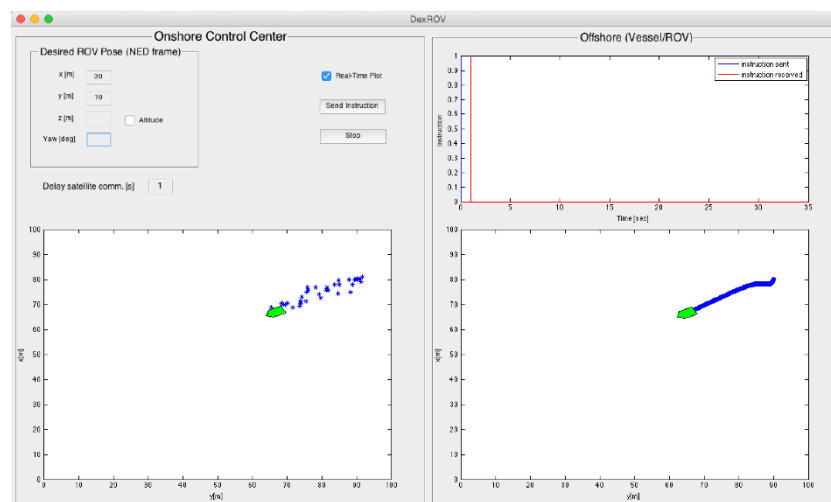 DexROV
Onshore Control Center
Desired ROV Pose (NED frame)
x [m] 30
y [m] 10
z [m]
Altitude
Yaw [deg]
Real-Time Plot
Send Instruction
Stop
Delay satellite comm. [s] 1
100
90
80
70
60
50
40
30
20
10
0
x[m]
0 10 20 30 40 50 60 70 80 90 100
y[m]
Offshore (Vessel/ROV)
instruction sent
instruction received
1
0.9
0.8
0.7
0.6
0.5
0.4
0.3
0.2
0.1
0
Instruction
0 5 10 15 20 25 30 35
Time [sec]
100
90
80
70
60
50
40
30
20
10
0
x[m]
0 10 20 30 40 50 60 70 80 90 100
y[m]